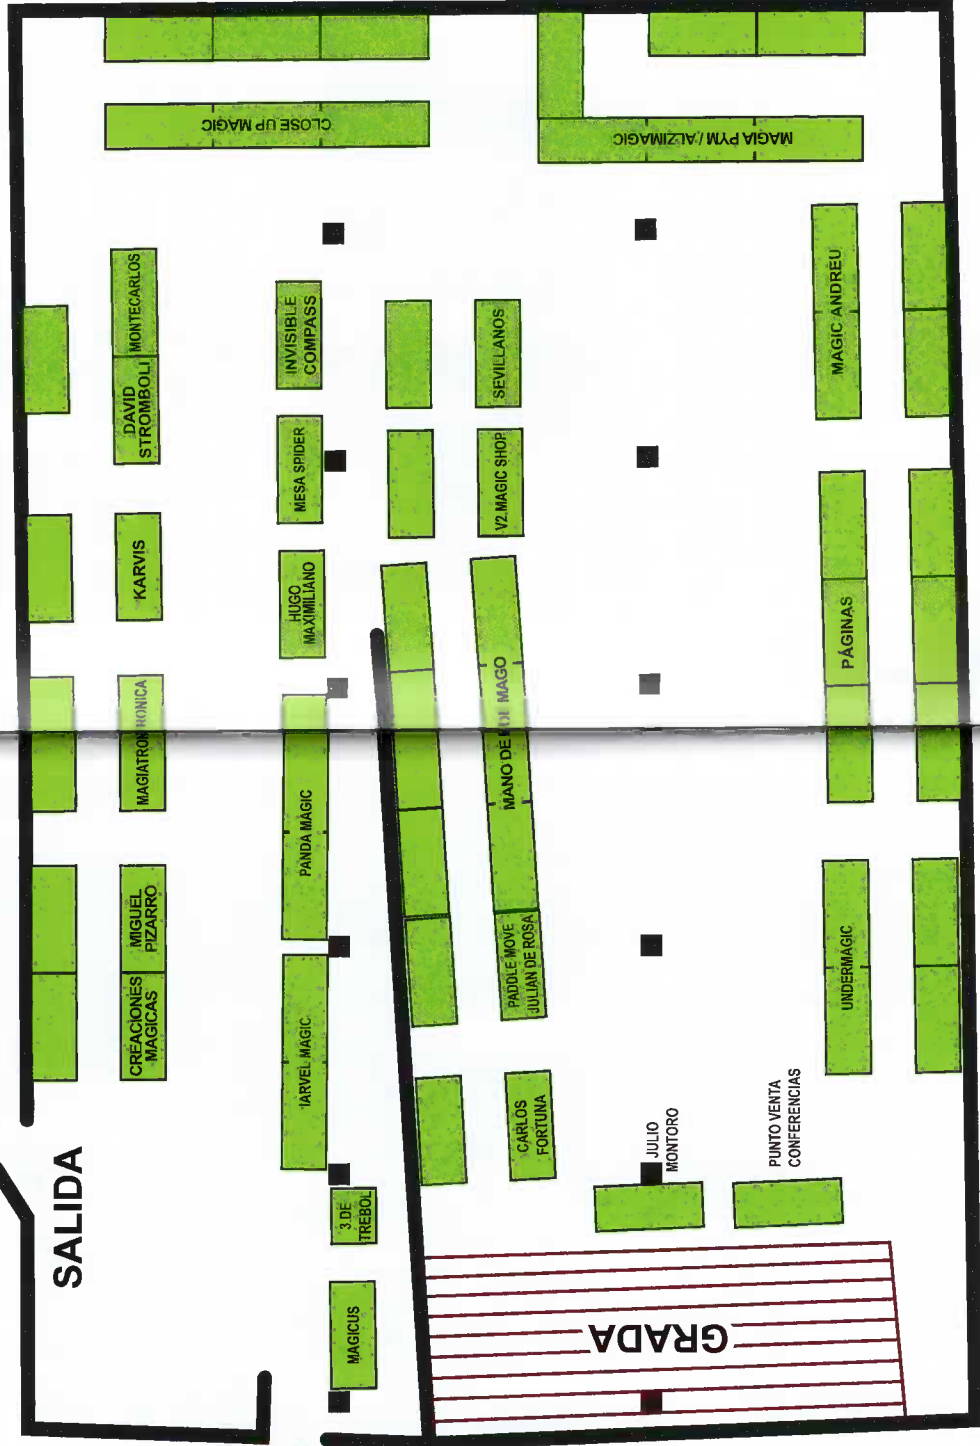 CLOSE UP MAGIC
MAGIA PYM / ALZIMAGIC
MONTECARLOS
DAVID
STROMBOLI
INVISIBLE
COMPASS
SEVILLANOS
MAGIC ANDREU
KARVIS
MESA SPIDER
V2 MAGIC SHOP
HUGO
MAXIMILIANO
PÁGINAS
MAGIATRONRONICA
PANDA MAGIC
MANO DE E MAGO
MIGUEL
PIZARRO
CREACIONES
MAGICAS
IARVEL MAGIC
PADDLE MOVE
JULIAN DE ROSA
UNDERMAGIC
CARLOS
FORTUNA
JULIO
MONTORO
PUNTO VENTA
CONFERENCIAS
SALIDA
3 DE
TREBOL
MAGICUS
GRADA